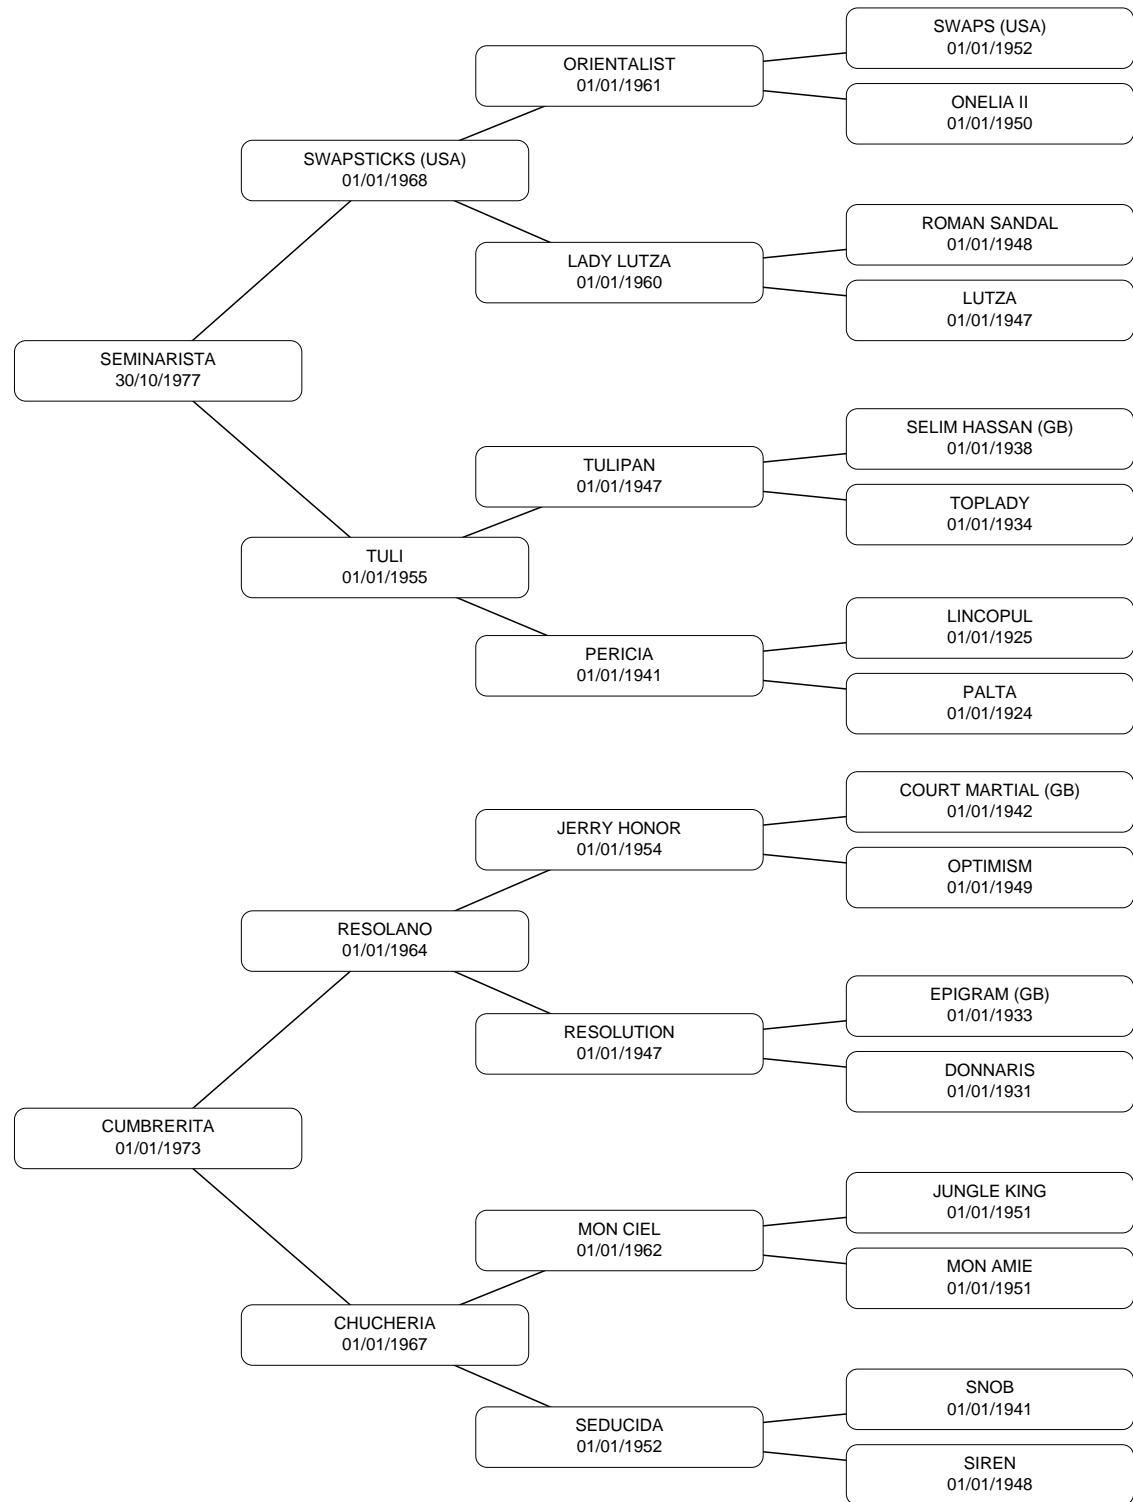 SWAPS (USA)
01/01/1952
ORIENTALIST
01/01/1961
ONELIA II
01/01/1950
SWAPSTICKS (USA)
01/01/1968
ROMAN SANDAL
01/01/1948
LADY LUTZA
01/01/1960
LUTZA
01/01/1947
SEMINARISTA
30/10/1977
SELIM HASSAN (GB)
01/01/1938
TULIPAN
01/01/1947
TOPLADY
01/01/1934
TULI
01/01/1955
LINCOPUL
01/01/1925
PERICIA
01/01/1941
PALTA
01/01/1924
COURT MARTIAL (GB)
01/01/1942
JERRY HONOR
01/01/1954
OPTIMISM
01/01/1949
RESOLANO
01/01/1964
EPIGRAM (GB)
01/01/1933
RESOLUTION
01/01/1947
DONNARIS
01/01/1931
CUMBRERITA
01/01/1973
JUNGLE KING
01/01/1951
MON CIEL
01/01/1962
MON AMIE
01/01/1951
CHUCHERIA
01/01/1967
SNOB
01/01/1941
SEDUCIDA
01/01/1952
SIREN
01/01/1948